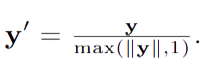 y′ = y / max(‖y‖,1) .